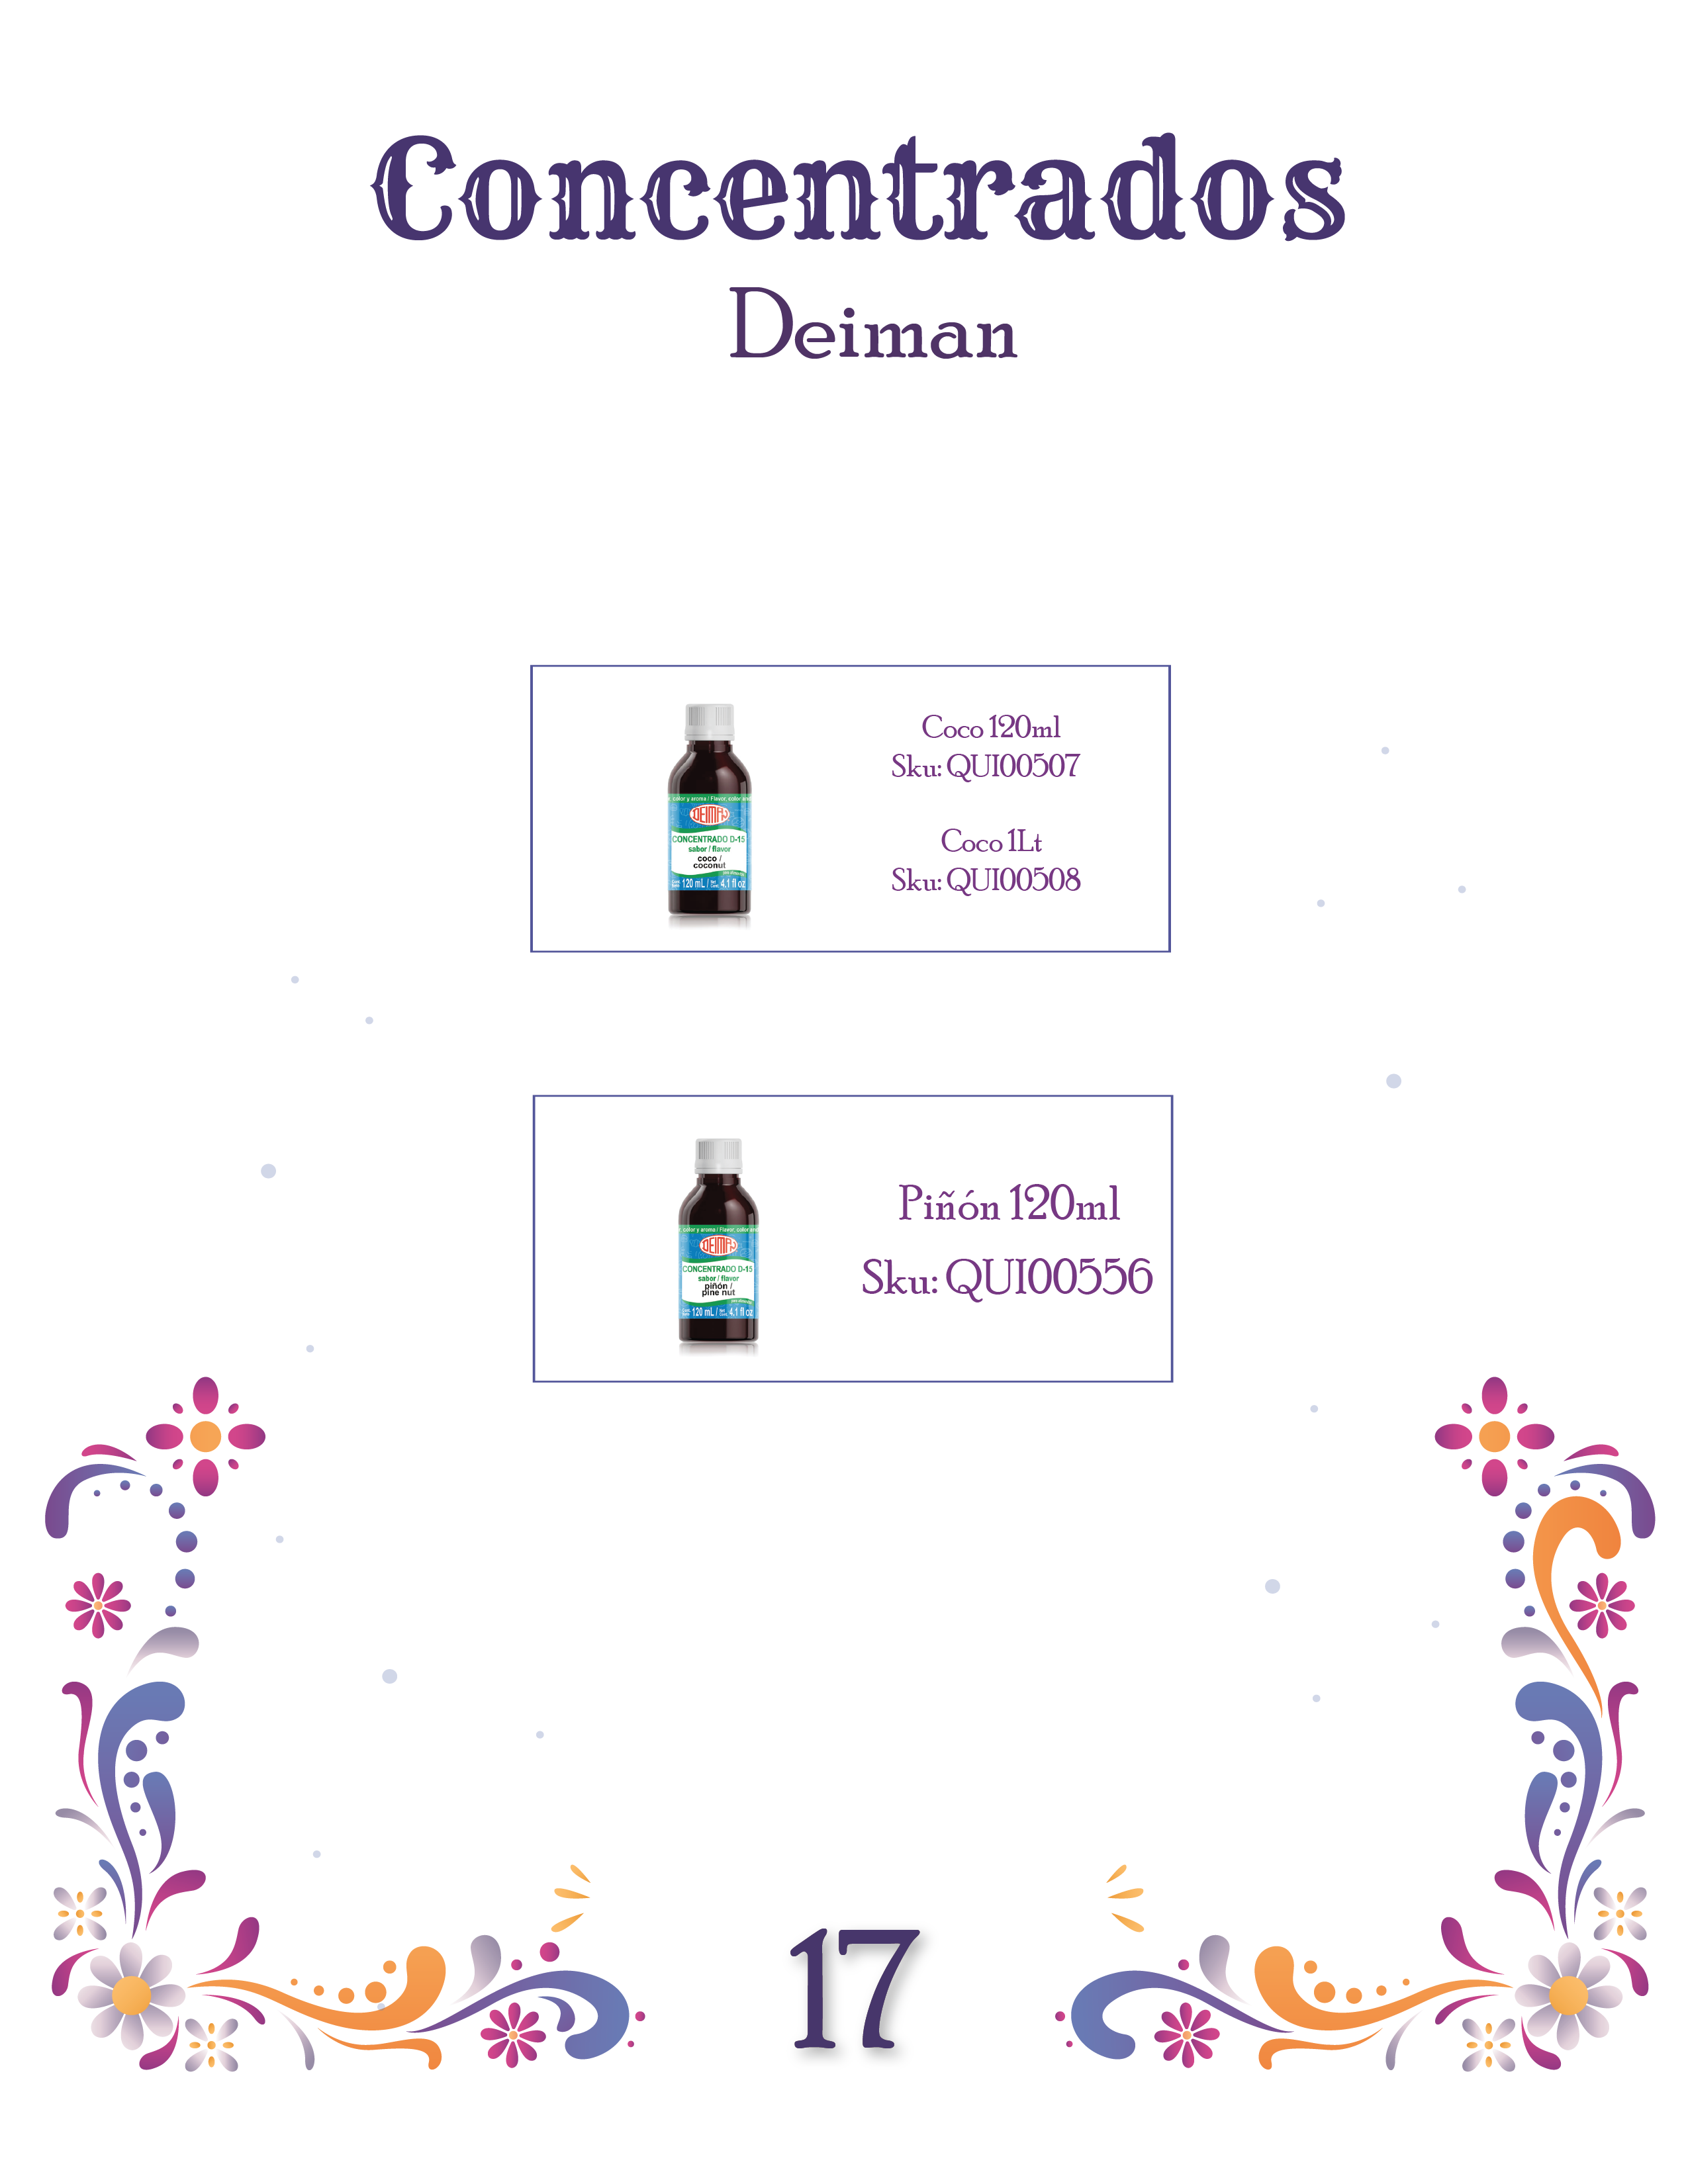 Concentrados
Deiman
color y aroma / Flavor, color
DEIMAN
CONCENTRADO D-15
sabor / flavor
coco /
coconut
120 mL / 4.1 fl oz
Coco 120ml
Sku: QUI00507
Coco 1Lt
Sku: QUI00508
color y aroma / Flavor, color
DEIMAN
CONCENTRADO D-15
sabor / flavor
piñón /
pine nut
120 mL / 4.1 fl oz
Piñón 120ml
Sku: QUI00556
17